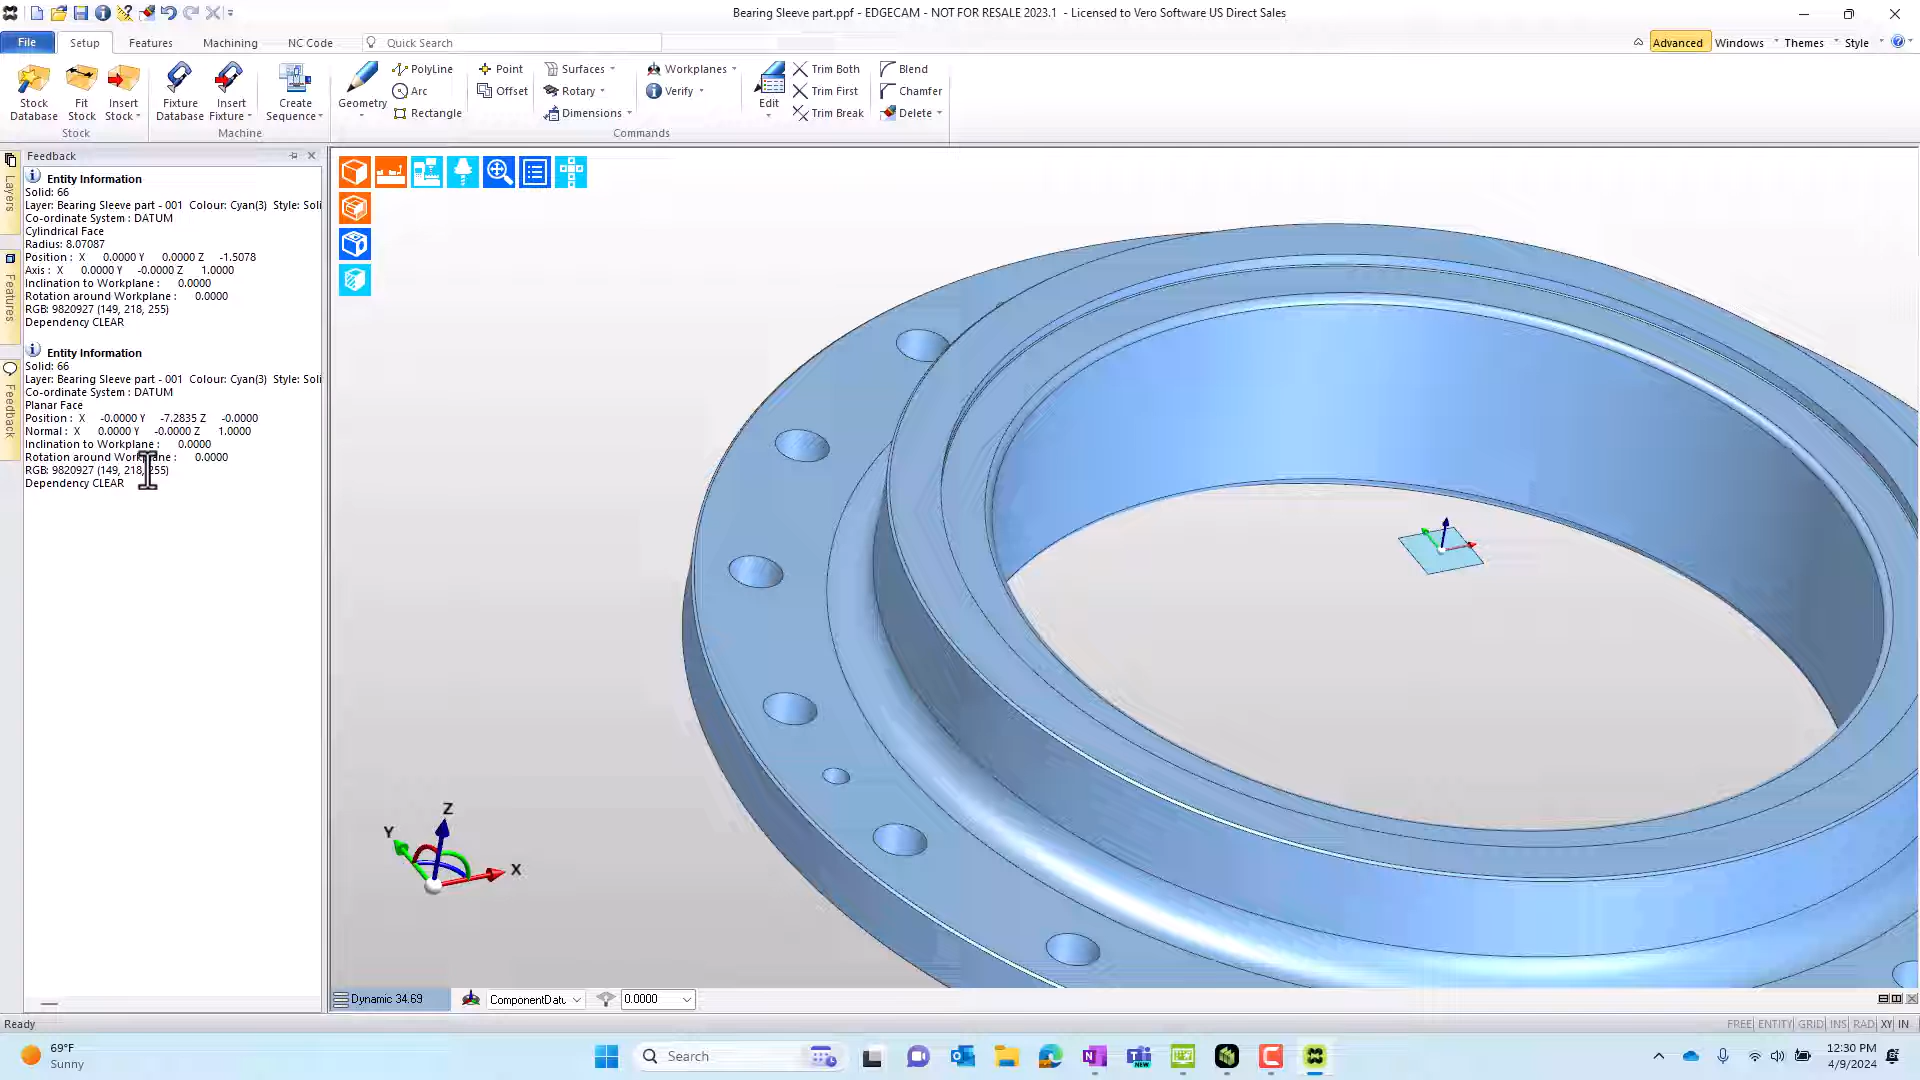 Bearing Sleeve part.ppf - EDGECAM - NOT FOR RESALE 2023.1 - Licensed to Vero Software US Direct Sales
File Setup Features Machining NC Code Quick Search Advanced Windows Themes Style
Stock Database
Fit Stock
Insert Stock
Stock
Fixture Database
Insert Fixture
Machine
Create Sequence
Geometry
PolyLine
Arc
Rectangle
Point
Offset
Surfaces
Rotary
Dimensions
Workplanes
Verify
Edit
Trim Both
Trim First
Trim Break
Blend
Chamfer
Delete
Commands
Feedback
Layers
Features
Feedback
Entity Information
Solid: 66
Layer: Bearing Sleeve part - 001 Colour: Cyan(3) Style: Soli
Co-ordinate System : DATUM
Cylindrical Face
Radius: 8.07087
Position : X 0.0000 Y 0.0000 Z -1.5078
Axis : X 0.0000 Y -0.0000 Z 1.0000
Inclination to Workplane : 0.0000
Rotation around Workplane : 0.0000
RGB: 9820927 (149, 218, 255)
Dependency CLEAR
Entity Information
Solid: 66
Layer: Bearing Sleeve part - 001 Colour: Cyan(3) Style: Soli
Co-ordinate System : DATUM
Planar Face
Position : X -0.0000 Y -7.2835 Z -0.0000
Normal : X 0.0000 Y -0.0000 Z 1.0000
Inclination to Workplane : 0.0000
Rotation around Workplane : 0.0000
RGB: 9820927 (149, 218, 255)
Dependency CLEAR
Z
Y
X
Dynamic 34.69 ComponentDatu 0.0000
Ready FREE ENTITY GRID INS RAD XY IN
69°F
Sunny
Search
NEW
12:30 PM
4/9/2024